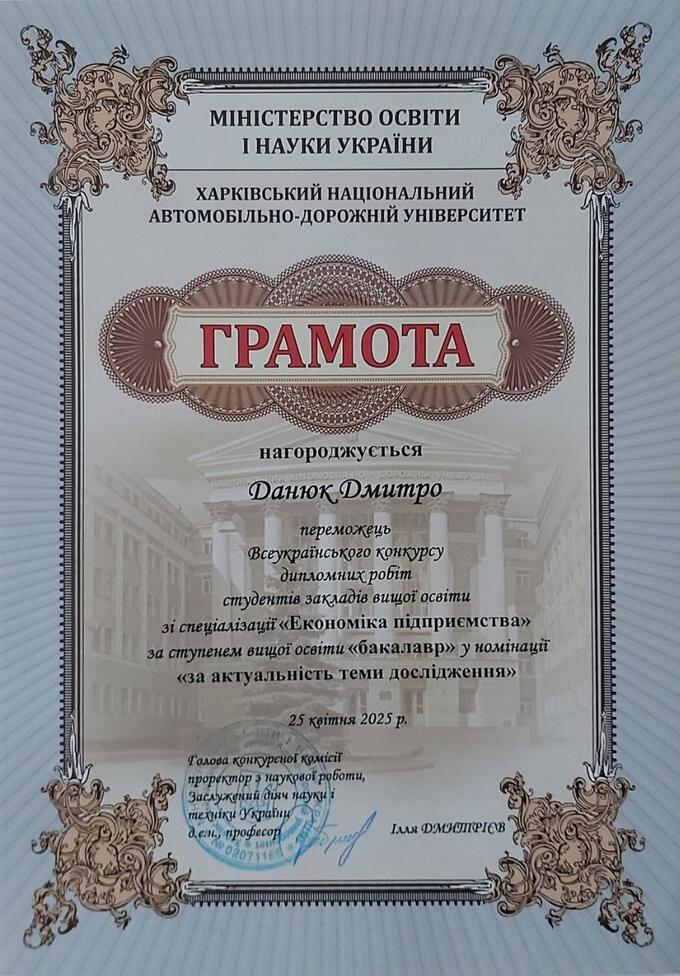 МІНІСТЕРСТВО ОСВІТИ
І НАУКИ УКРАЇНИ
ХАРКІВСЬКИЙ НАЦІОНАЛЬНИЙ
АВТОМОБІЛЬНО-ДОРОЖНІЙ УНІВЕРСИТЕТ
ГРАМОТА
нагороджується
Данюк Дмитро
переможець
Всеукраїнського конкурсу
дипломних робіт
студентів закладів вищої освіти
зі спеціалізації «Економіка підприємства»
за ступенем вищої освіти «бакалавр» у номінації
«за актуальність теми дослідження»
25 квітня 2025 р.
Голова конкурсної комісії
проректор з наукової роботи,
Заслужений діяч науки і
техніки України
д.е.н., професор
Ілля ДМИТРІЄВ